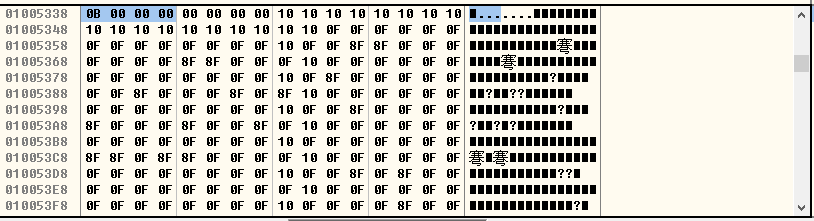 01005338 0B 00 00 00 00 00 00 00 10 10 10 10 10 10 10 10 ■.......■■■■■■■■
01005348 10 10 10 10 10 10 10 10 10 10 0F 0F 0F 0F 0F 0F ■■■■■■■■■■■■■■■■
01005358 0F 0F 0F 0F 0F 0F 0F 0F 10 0F 0F 8F 8F 0F 0F 0F ■■■■■■■■■■■ ■■■
01005368 0F 0F 0F 0F 8F 8F 0F 0F 0F 10 0F 0F 0F 0F 0F 0F ■■■■ ■■■■■■■■■■
01005378 0F 0F 0F 0F 0F 0F 0F 0F 10 0F 8F 0F 0F 0F 0F 0F ■■■■■■■■■■?■■■■
01005388 0F 0F 8F 0F 0F 0F 8F 0F 8F 10 0F 0F 0F 0F 0F 0F ■■?■■??■■■■■■
01005398 0F 0F 0F 0F 0F 0F 0F 0F 10 0F 0F 8F 0F 0F 0F 0F ■■■■■■■■■■■?■■■
010053A8 8F 0F 0F 0F 8F 0F 0F 8F 0F 10 0F 0F 0F 0F 0F 0F ?■■?■?■■■■■■■
010053B8 0F 0F 0F 0F 0F 0F 0F 0F 10 0F 0F 0F 0F 0F 0F 0F ■■■■■■■■■■■■■■■■
010053C8 8F 8F 0F 8F 8F 0F 0F 0F 0F 10 0F 0F 0F 0F 0F 0F ■ ■■■■■■■■■■■
010053D8 0F 0F 0F 0F 0F 0F 0F 0F 10 0F 0F 8F 0F 8F 0F 0F ■■■■■■■■■■■??■
010053E8 0F 0F 0F 0F 0F 0F 0F 0F 0F 10 0F 0F 0F 0F 0F 0F ■■■■■■■■■■■■■■■■
010053F8 0F 0F 0F 0F 0F 0F 0F 0F 10 0F 0F 0F 0F 8F 0F 0F ■■■■■■■■■■■■■?■